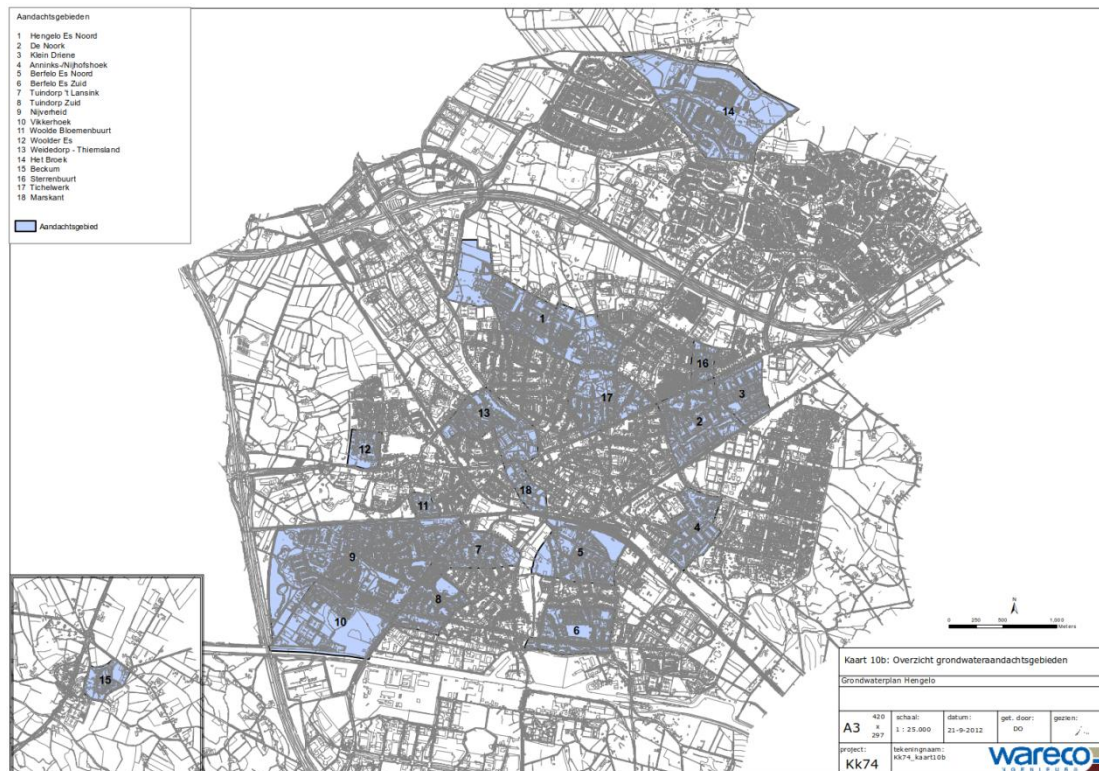 Aandachtsgebieden
1 Hengelo Es Noord
2 De Noork
3 Klein Driene
4 Anninks-/Nijhofshoek
5 Berfelo Es Noord
6 Berfelo Es Zuid
7 Tuindorp 't Lansink
8 Tuindorp Zuid
9 Nijverheid
10 Vikkerhoek
11 Woolde Bloemenbuurt
12 Woolder Es
13 Weidedorp - Thiemsland
14 Het Broek
15 Beckum
16 Sterrenbuurt
17 Tichelwerk
18 Marskant
Aandachtsgebied
14
1
16
3
17
2
13
12
18
11
4
5
7
9
8
10
6
15
N
0 250 500 1.000
Meters
Kaart 10b: Overzicht grondwateraandachtsgebieden
Grondwaterplan Hengelo
A3 420 x 297
schaal: 1 : 25.000
datum: 21-9-2012
get. door: DO
gezien:
project: Kk74
tekeningnaam: Kk74_kaart10b
wareco